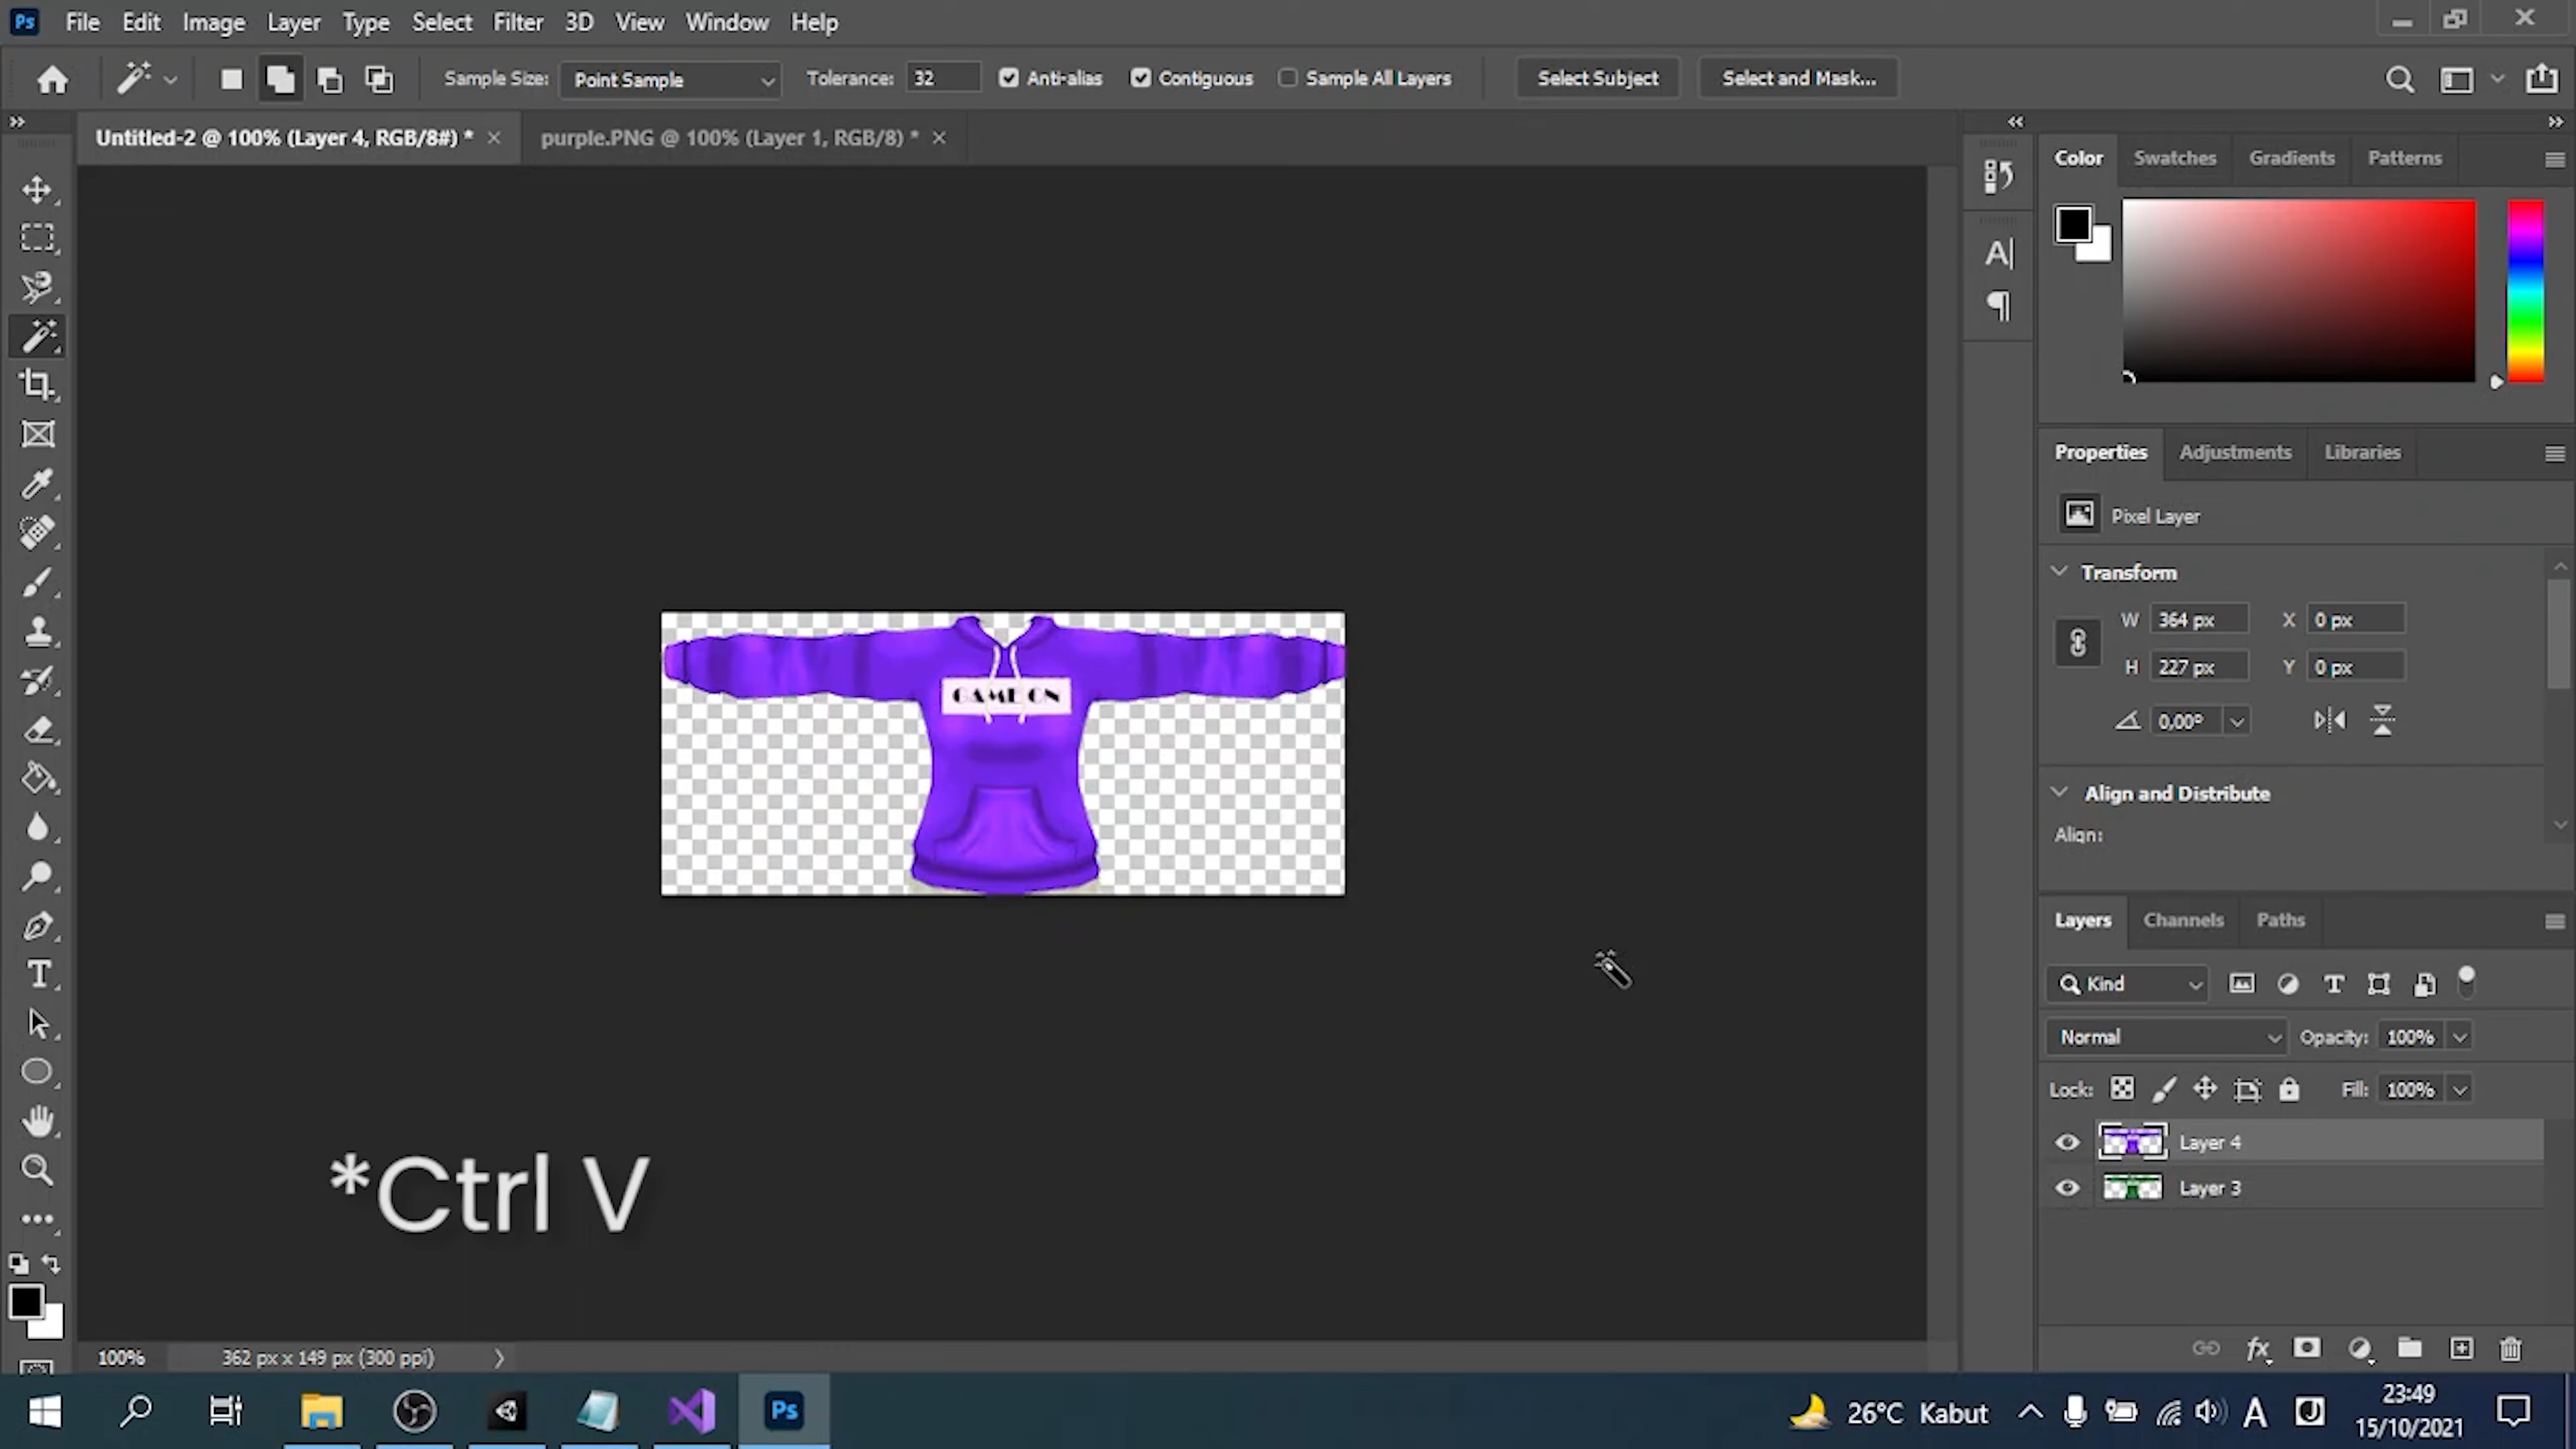 Ps File Edit Image Layer Type Select Filter 3D View Window Help
Sample Size: Point Sample Tolerance: 32 Anti-alias Contiguous Sample All Layers Select Subject Select and Mask...
Untitled-2 @ 100% (Layer 4, RGB/8#) * × purple.PNG @ 100% (Layer 1, RGB/8) * ×
Color Swatches Gradients Patterns
A|
GAME ON
Properties Adjustments Libraries
Pixel Layer
Transform
W 364 px X 0 px
H 227 px Y 0 px
0,00°
Align and Distribute
Align:
Layers Channels Paths
Kind
Normal Opacity: 100%
Lock: Fill: 100%
Layer 4
Layer 3
*Ctrl V
100% 362 px x 149 px (300 ppi)
Ps
26°C Kabut
A
23:49
15/10/2021